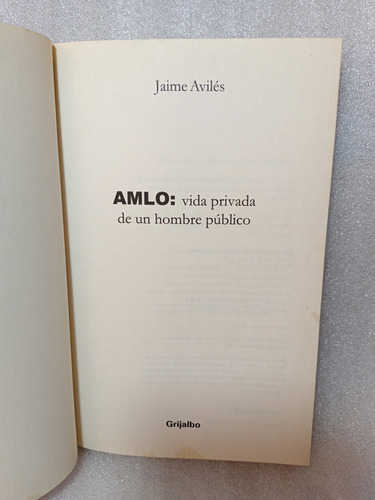 Jaime Avilés
AMLO: vida privada
de un hombre público
Grijalbo